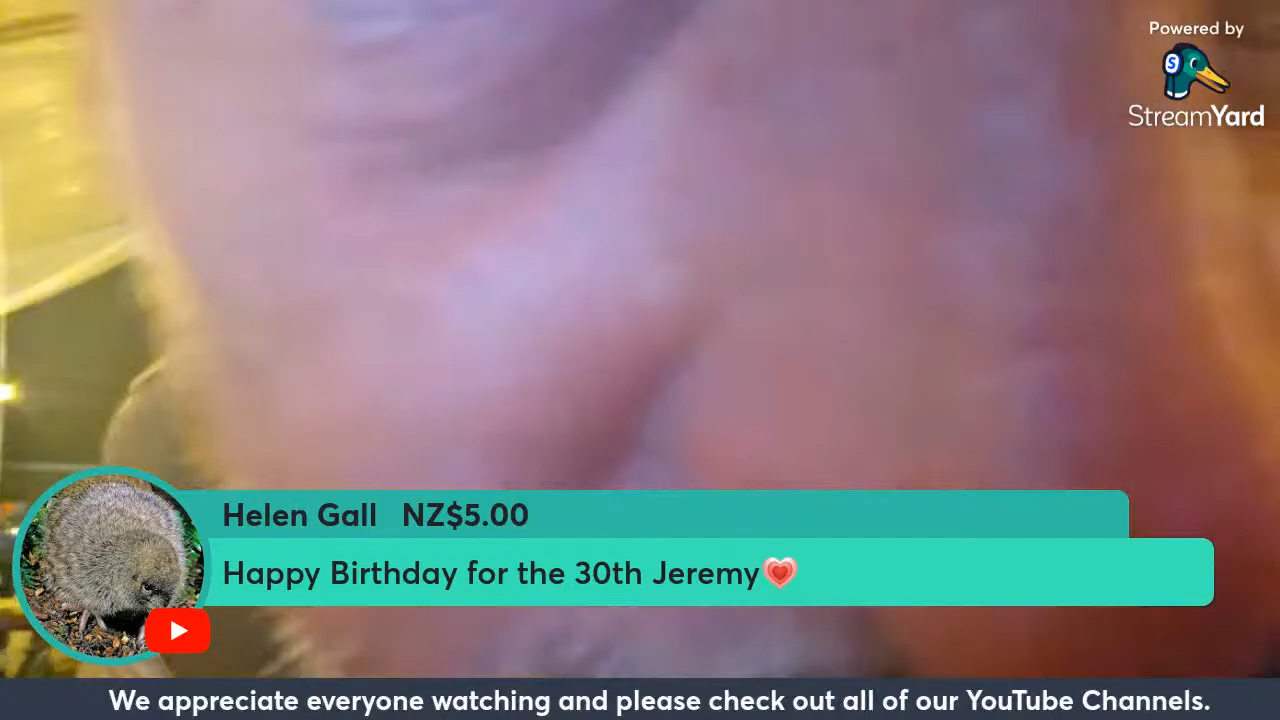 Powered by
StreamYard
Helen Gall NZ$5.00
Happy Birthday for the 30th Jeremy💗
We appreciate everyone watching and please check out all of our YouTube Channels.